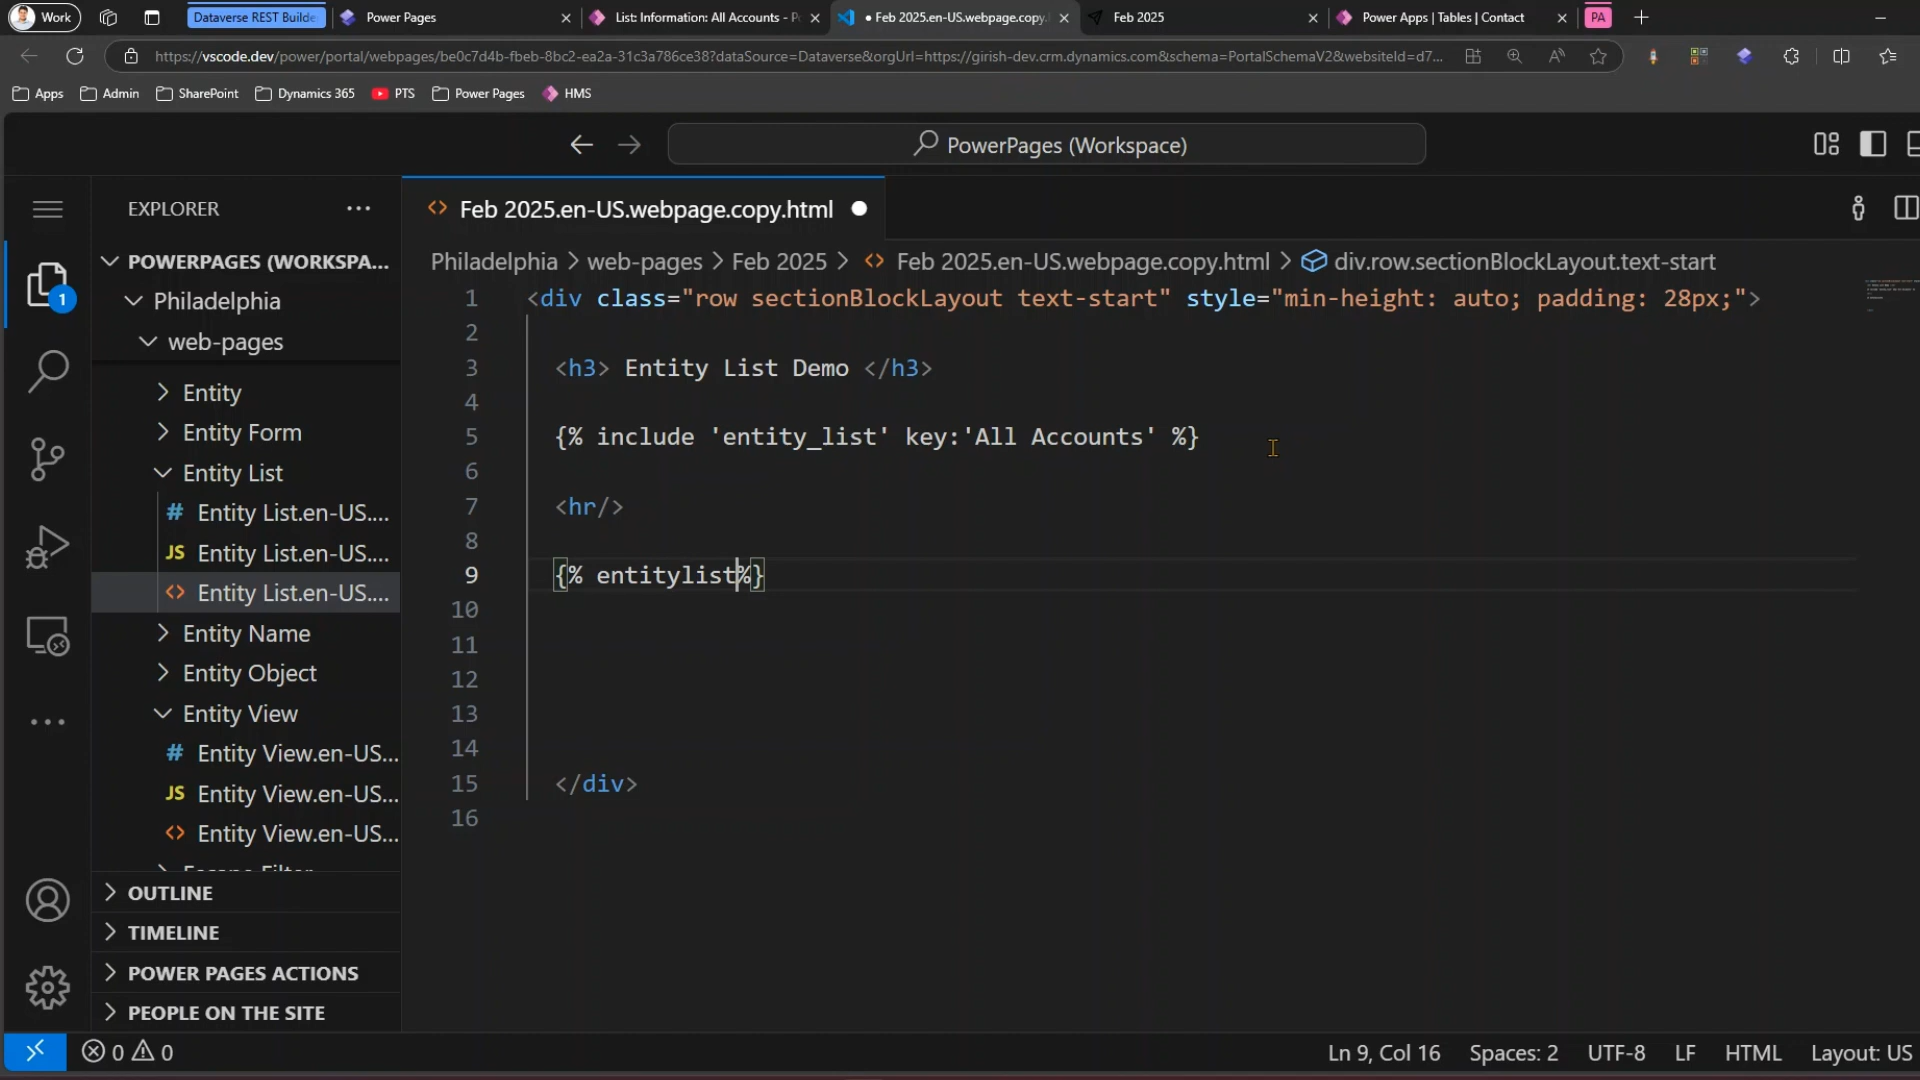 Work
Dataverse REST Builde
Power Pages
List: Information: All Accounts - P
Feb 2025.en-US.webpage.copy.
Feb 2025
Power Apps | Tables | Contact
PA
https://vscode.dev/power/portal/webpages/be0c7d4b-fbeb-8bc2-ea2a-31c3a786ce38?dataSource=Dataverse&orgUrl=https://girish-dev.crm.dynamics.com&schema=PortalSchemaV2&websiteId=d7...
Apps
Admin
SharePoint
Dynamics 365
PTS
Power Pages
HMS
PowerPages (Workspace)
EXPLORER
Feb 2025.en-US.webpage.copy.html
POWERPAGES (WORKSPA...
Philadelphia > web-pages > Feb 2025 > Feb 2025.en-US.webpage.copy.html > div.row.sectionBlockLayout.text-start
Philadelphia
web-pages
Entity
Entity Form
Entity List
# Entity List.en-US....
JS Entity List.en-US....
<> Entity List.en-US....
Entity Name
Entity Object
Entity View
# Entity View.en-US...
JS Entity View.en-US...
<> Entity View.en-US...
OUTLINE
TIMELINE
POWER PAGES ACTIONS
PEOPLE ON THE SITE
1
1 <div class="row sectionBlockLayout text-start" style="min-height: auto; padding: 28px;">
2
3 <h3> Entity List Demo </h3>
4
5 {% include 'entity_list' key:'All Accounts' %}
6
7 <hr/>
8
9 {% entitylist%}
10
11
12
13
14
15 </div>
16
0 0
Ln 9, Col 16
Spaces: 2
UTF-8
LF
HTML
Layout: US